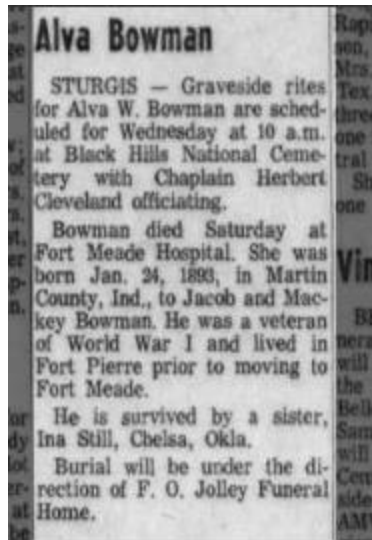 Alva Bowman
STURGIS — Graveside rites
for Alva W. Bowman are sched-
uled for Wednesday at 10 a.m.
at Black Hills National Ceme-
tery with Chaplain Herbert
Cleveland officiating.
Bowman died Saturday at
Fort Meade Hospital. She was
born Jan. 24, 1893, in Martin
County, Ind., to Jacob and Mac-
key Bowman. He was a veteran
of World War I and lived in
Fort Pierre prior to moving to
Fort Meade.
He is survived by a sister,
Ina Still, Chelsa, Okla.
Burial will be under the di-
rection of F. O. Jolley Funeral
Home.